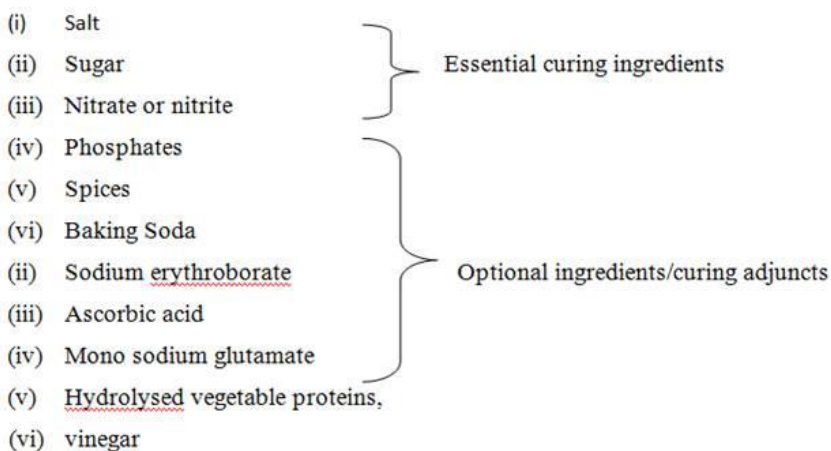 (i) Salt
(ii) Sugar Essential curing ingredients
(iii) Nitrate or nitrite
(iv) Phosphates
(v) Spices
(vi) Baking Soda
(ii) Sodium erythroborate Optional ingredients/curing adjuncts
(iii) Ascorbic acid
(iv) Mono sodium glutamate
(v) Hydrolysed vegetable proteins,
(vi) vinegar